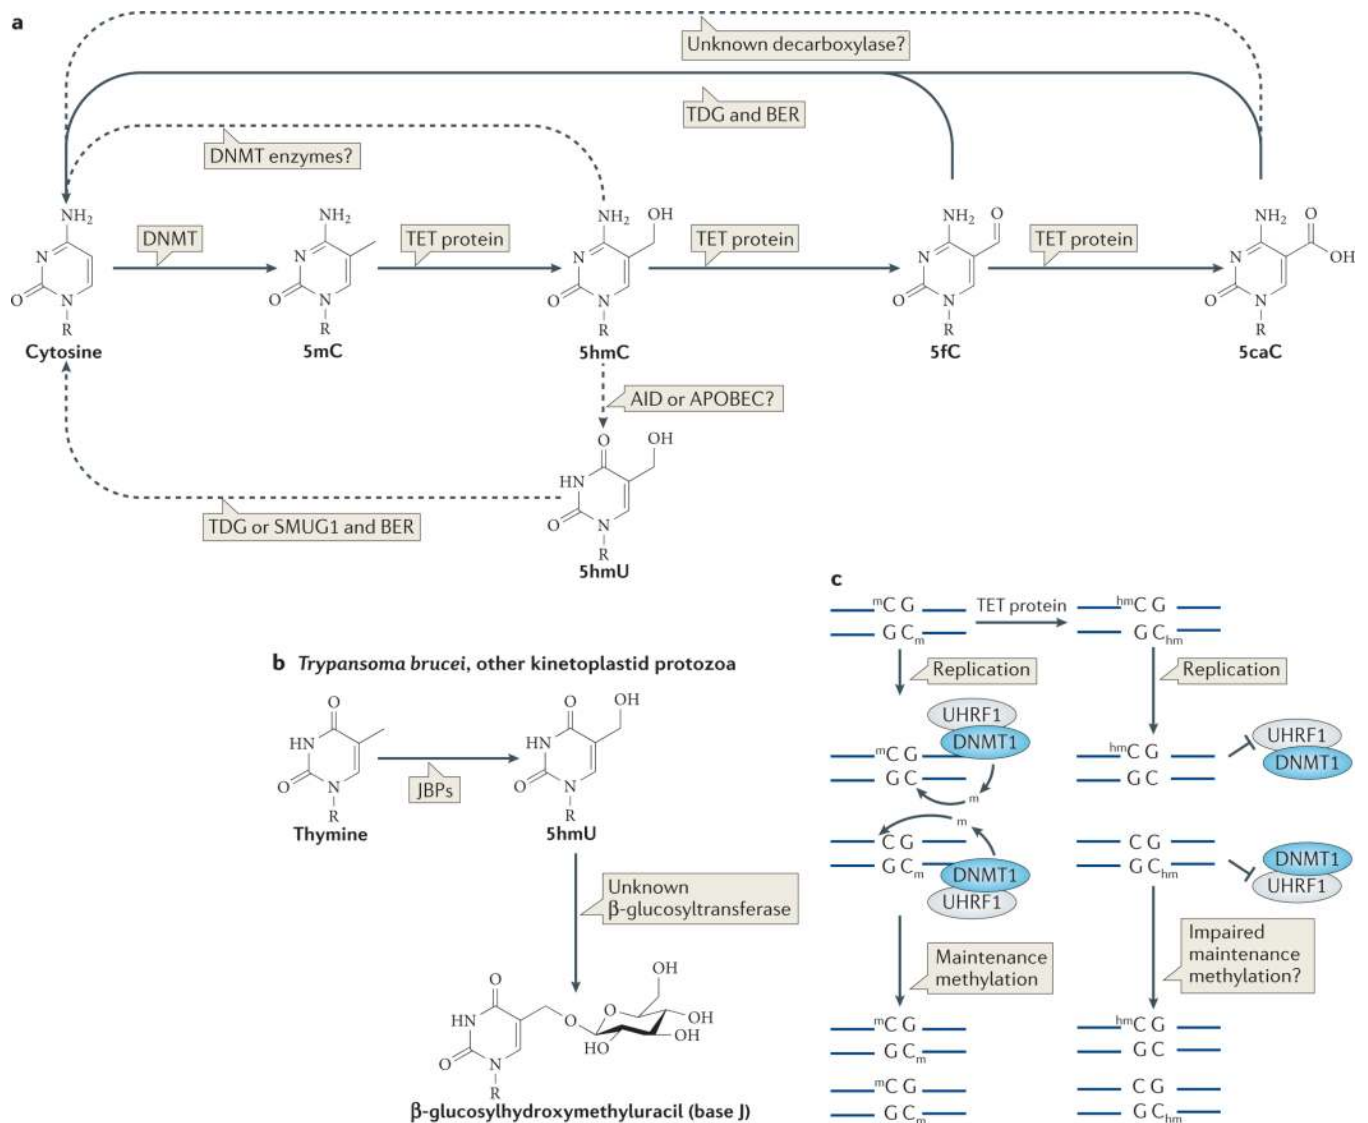 a
Unknown decarboxylase?
TDG and BER
DNMT enzymes?
NH₂
N
O
N
R
Cytosine
DNMT
NH₂
N
O
N
R
5mC
TET protein
NH₂
OH
N
O
N
R
5hmC
TET protein
NH₂
O
N
O
N
R
5fC
TET protein
NH₂
O
OH
N
O
N
R
5caC
AID or APOBEC?
O
OH
HN
O
N
R
5hmU
TDG or SMUG1 and BER
b Trypansoma brucei, other kinetoplastid protozoa
O
HN
O
N
R
Thymine
JBPs
O
OH
HN
O
N
R
5hmU
Unknown
β-glucosyltransferase
O
HN
O
N
R
O
OH
O
OH
HO
OH
β-glucosylhydroxymethyluracil (base J)
c
ᵐC G
G Cₘ
TET protein
ʰᵐC G
G Cₕₘ
Replication
Replication
UHRF1
DNMT1
ᵐC G
G C
m
ʰᵐC G
G C
UHRF1
DNMT1
m
C G
G Cₘ
DNMT1
UHRF1
C G
G Cₕₘ
DNMT1
UHRF1
Maintenance
methylation
Impaired
maintenance
methylation?
ᵐC G
G Cₘ
ᵐC G
G Cₘ
ʰᵐC G
G C
C G
G Cₕₘ